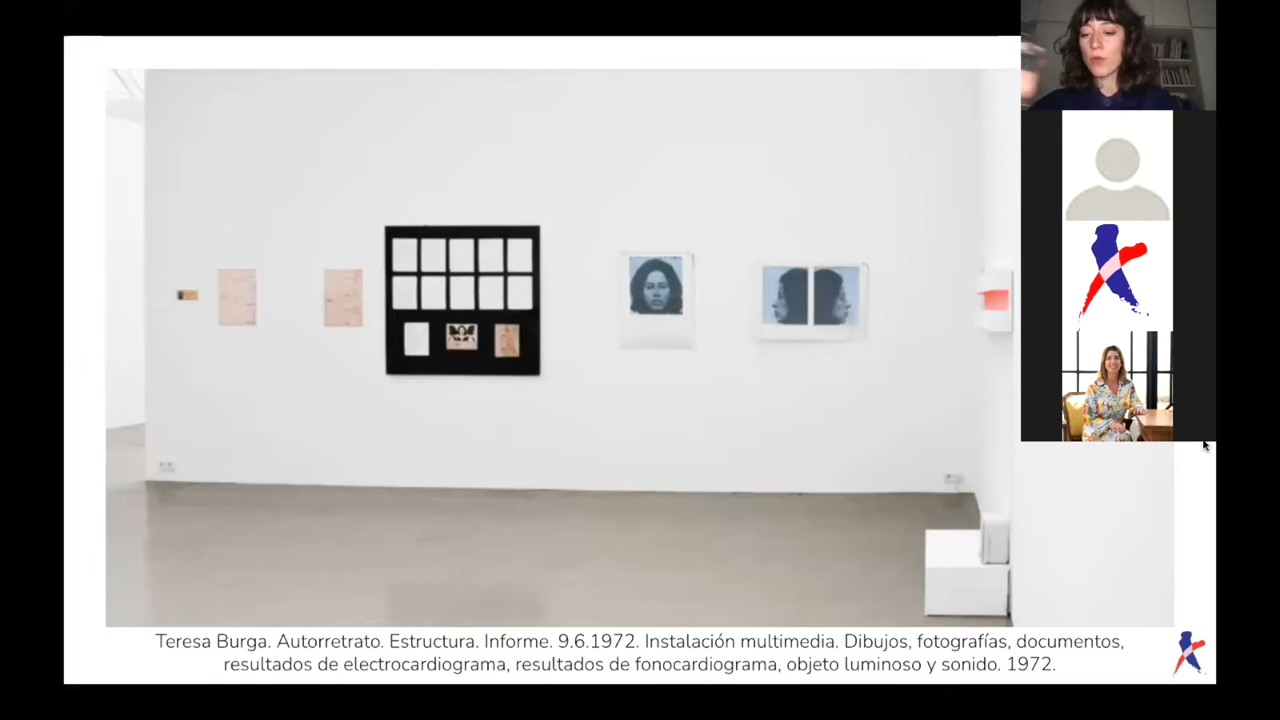 Teresa Burga. Autorretrato. Estructura. Informe. 9.6.1972. Instalación multimedia. Dibujos, fotografías, documentos,
resultados de electrocardiograma, resultados de fonocardiograma, objeto luminoso y sonido. 1972.